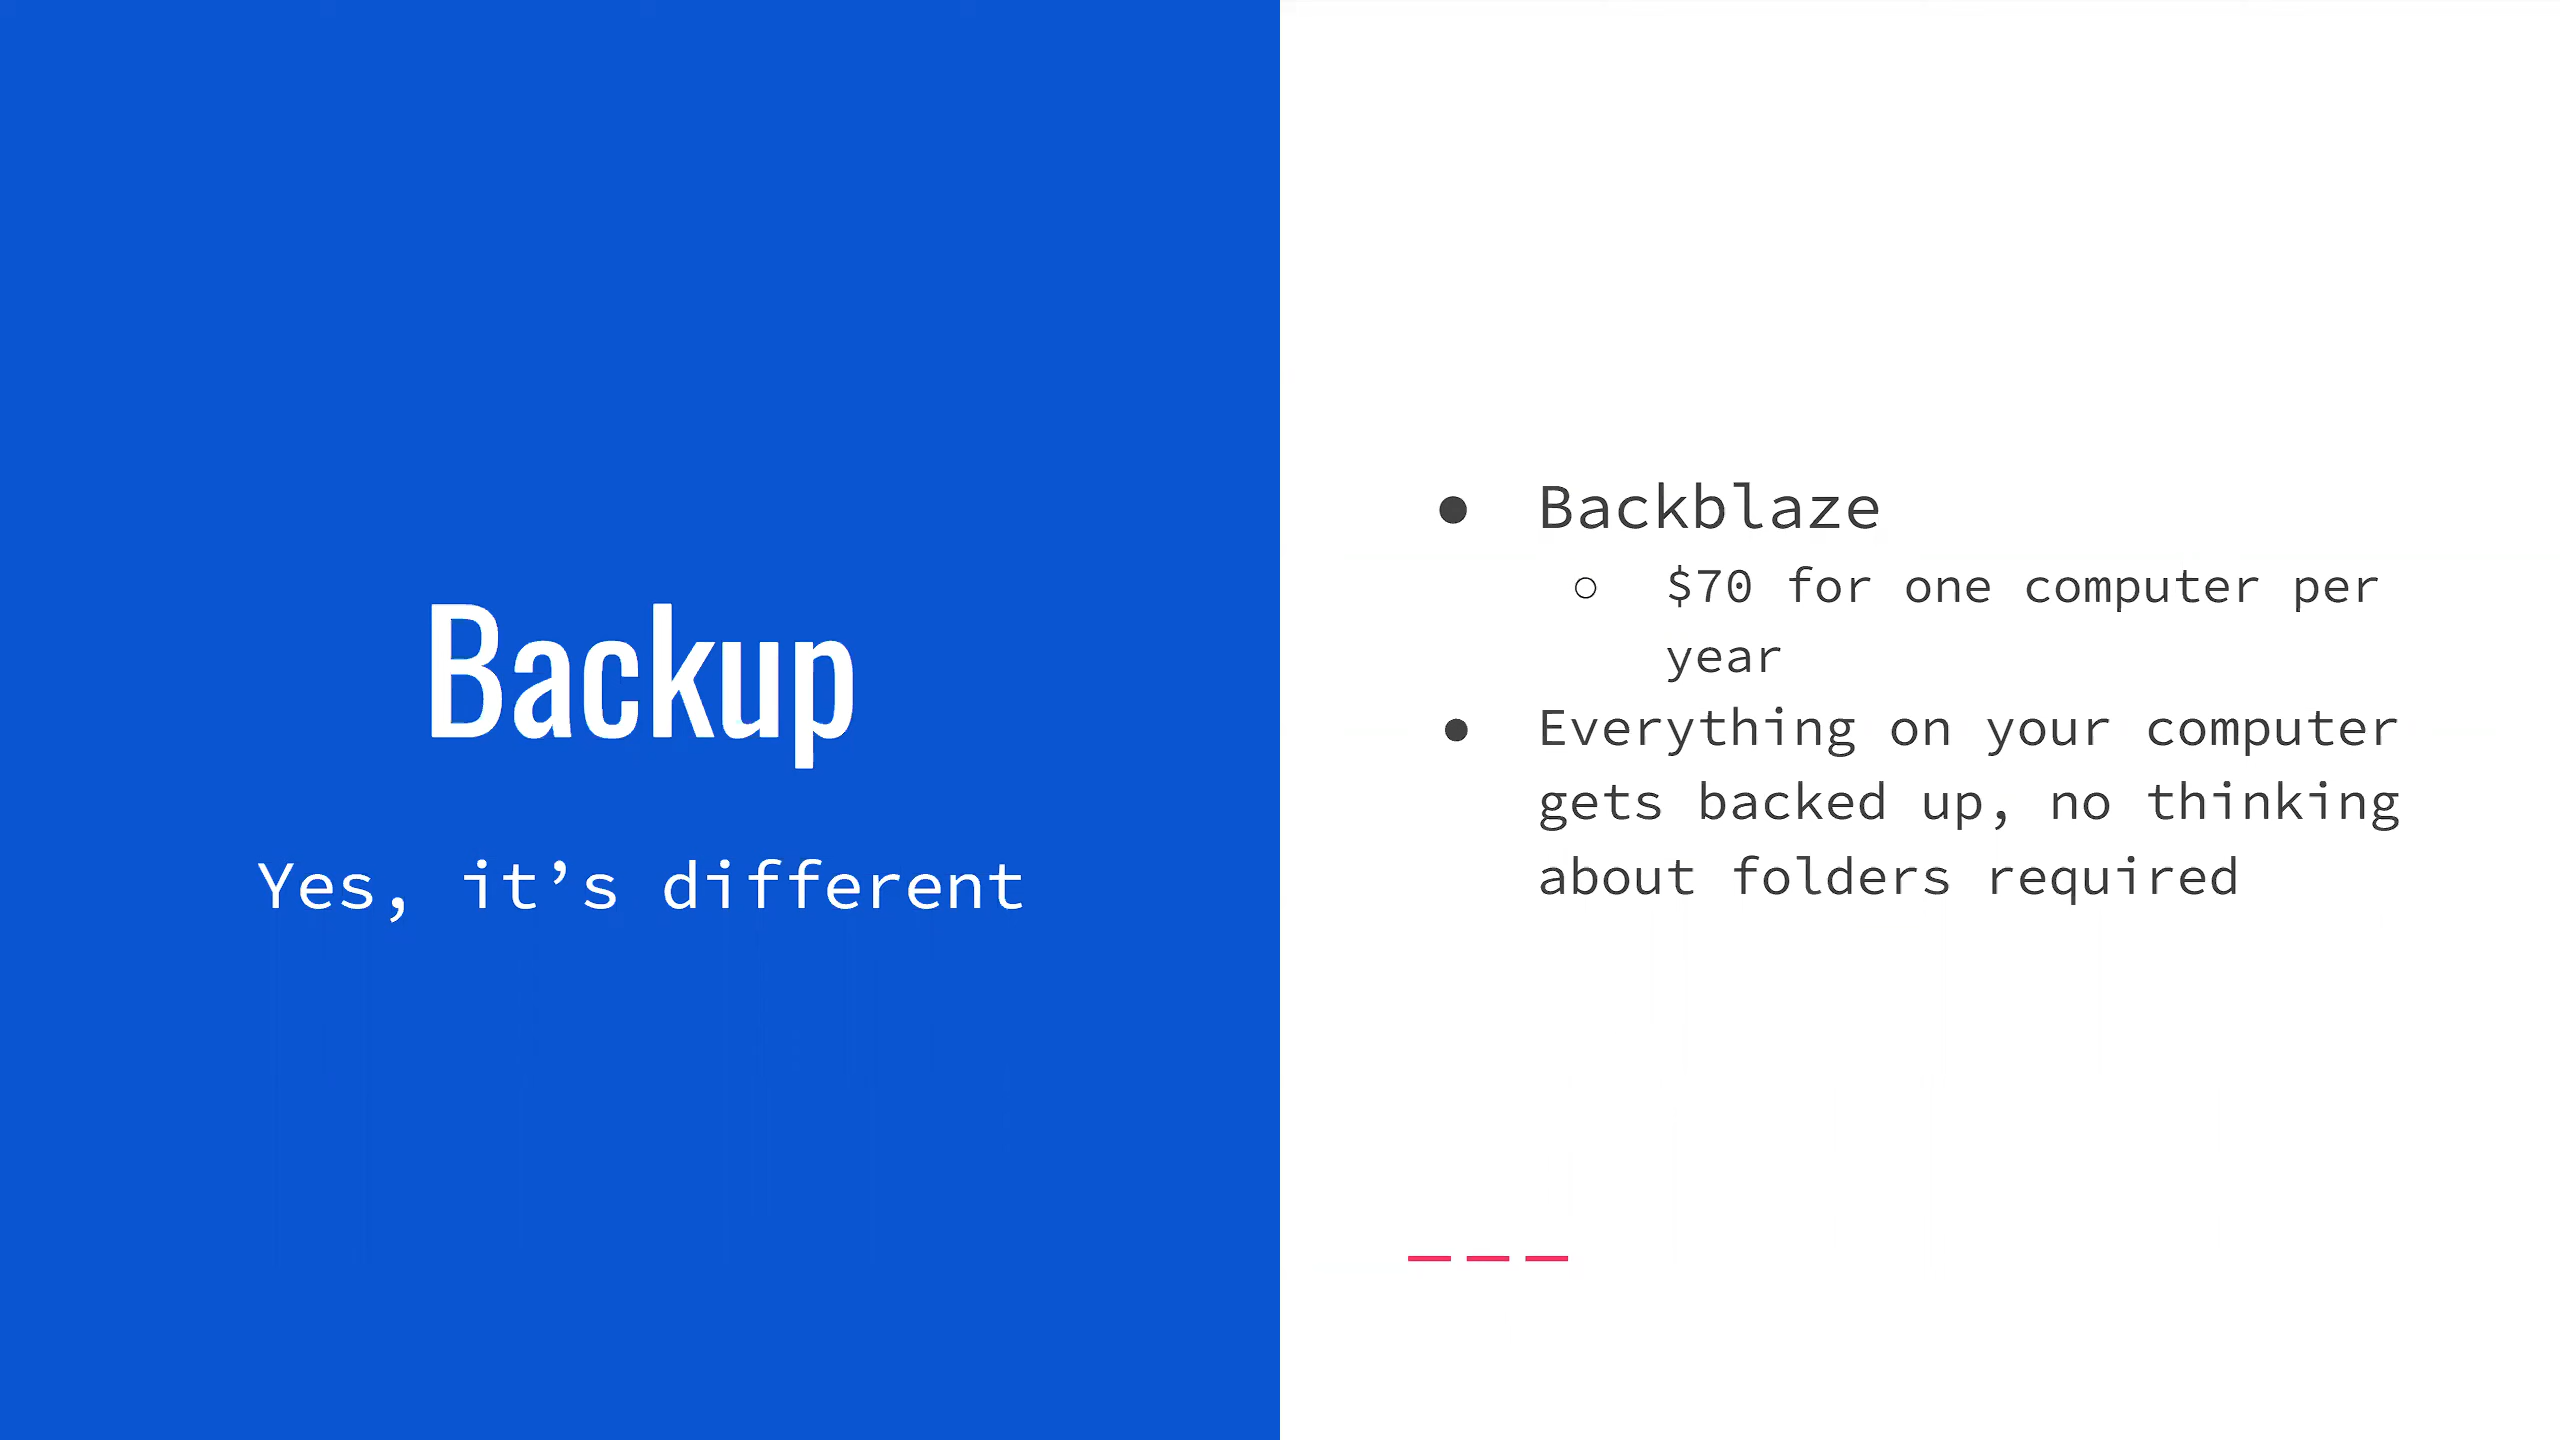 Backup
Yes, it’s different
● Backblaze
○ $70 for one computer per
year
● Everything on your computer
gets backed up, no thinking
about folders required